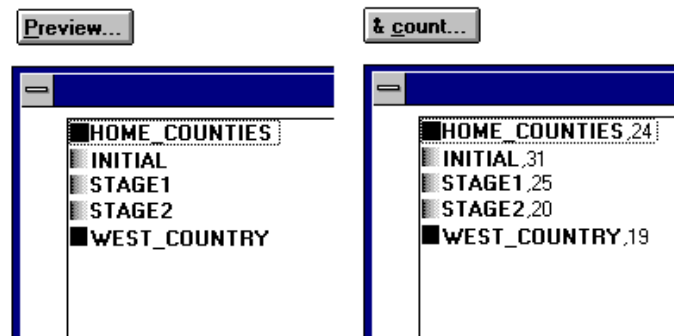 Preview...
& count...
HOME_COUNTIES
INITIAL
STAGE1
STAGE2
WEST_COUNTRY
HOME_COUNTIES,24
INITIAL,31
STAGE1,25
STAGE2,20
WEST_COUNTRY,19